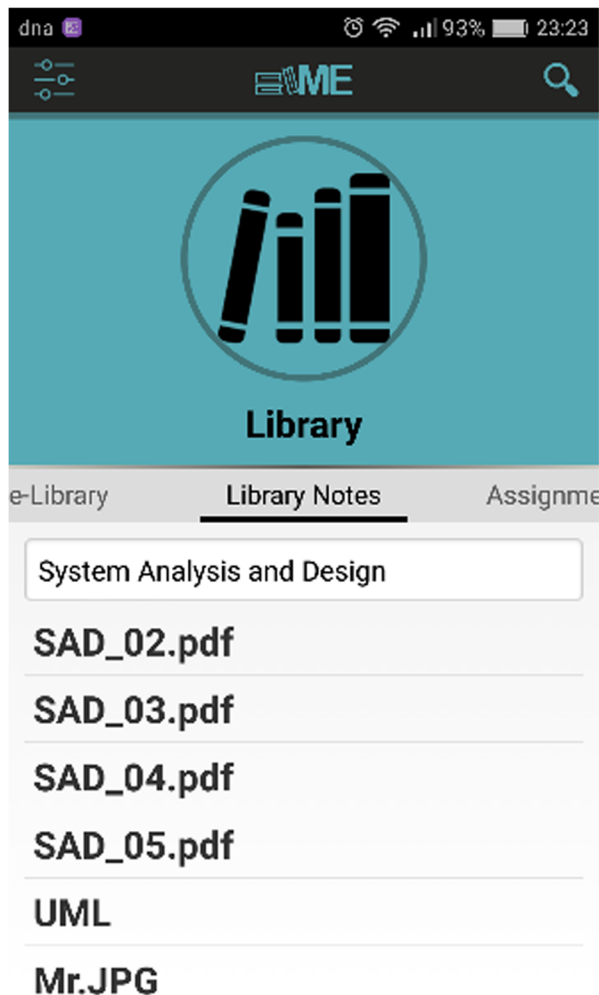 dna 93% 23:23
ME
Library
e-Library Library Notes Assignme
System Analysis and Design
SAD_02.pdf
SAD_03.pdf
SAD_04.pdf
SAD_05.pdf
UML
Mr.JPG